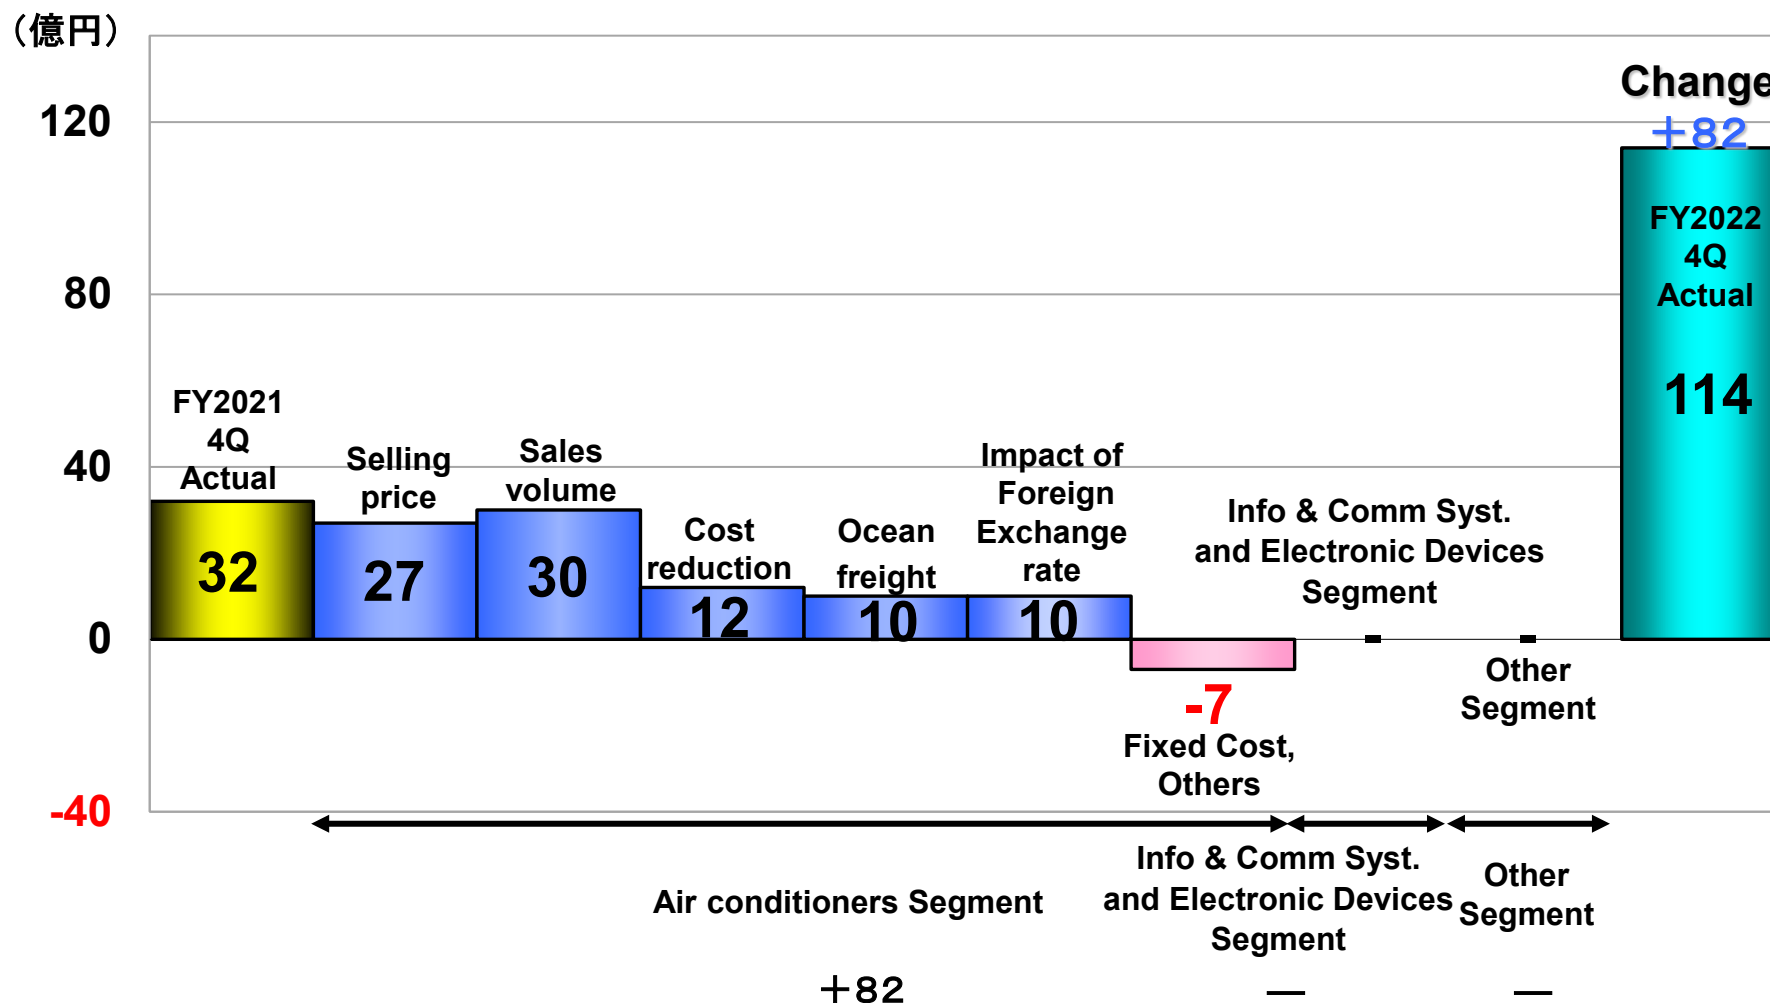 （億円）
Change
＋82
120
80
40
0
-40
FY2021
4Q
Actual
32
Selling
price
27
Sales
volume
30
Cost
reduction
12
Ocean
freight
10
Impact of
Foreign
Exchange
rate
10
-7
Fixed Cost,
Others
Info & Comm Syst.
and Electronic Devices
Segment
-
-
Other
Segment
FY2022
4Q
Actual
114
Air conditioners Segment
Info & Comm Syst.
and Electronic Devices
Segment
Other
Segment
＋82
—
—